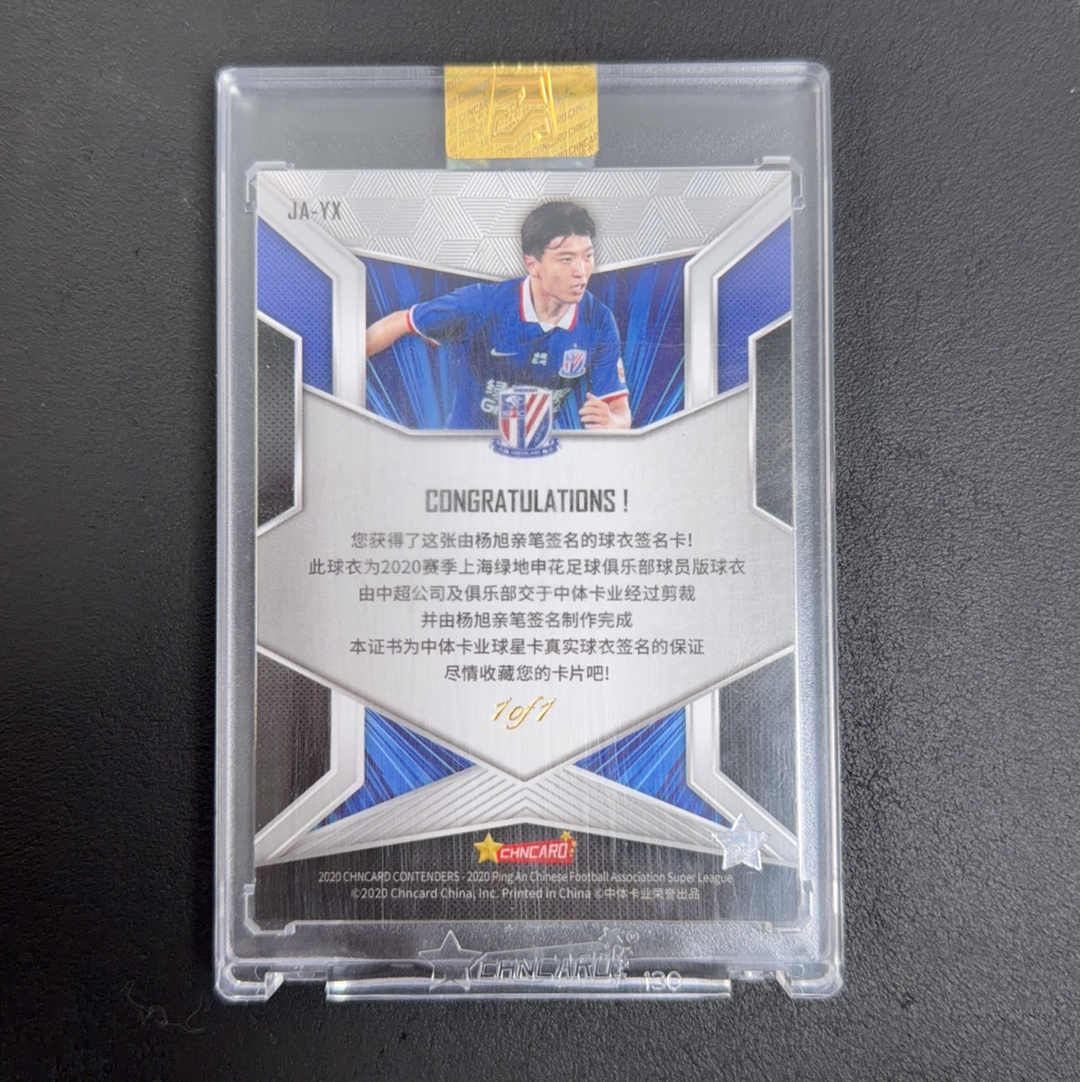 JA-YX
CONGRATULATIONS !
您获得了这张由杨旭亲笔签名的球衣签名卡!
此球衣为2020赛季上海绿地申花足球俱乐部球员版球衣
由中超公司及俱乐部交于中体卡业经过剪裁
并由杨旭亲笔签名制作完成
本证书为中体卡业球星卡真实球衣签名的保证
尽情收藏您的卡片吧!
1 of 1
CHNCARD
2020 CHNCARD CONTENDERS - 2020 Ping An Chinese Football Association Super League
©2020 Chncard China, Inc. Printed in China ©中体卡业荣誉出品
CHNCARD
130